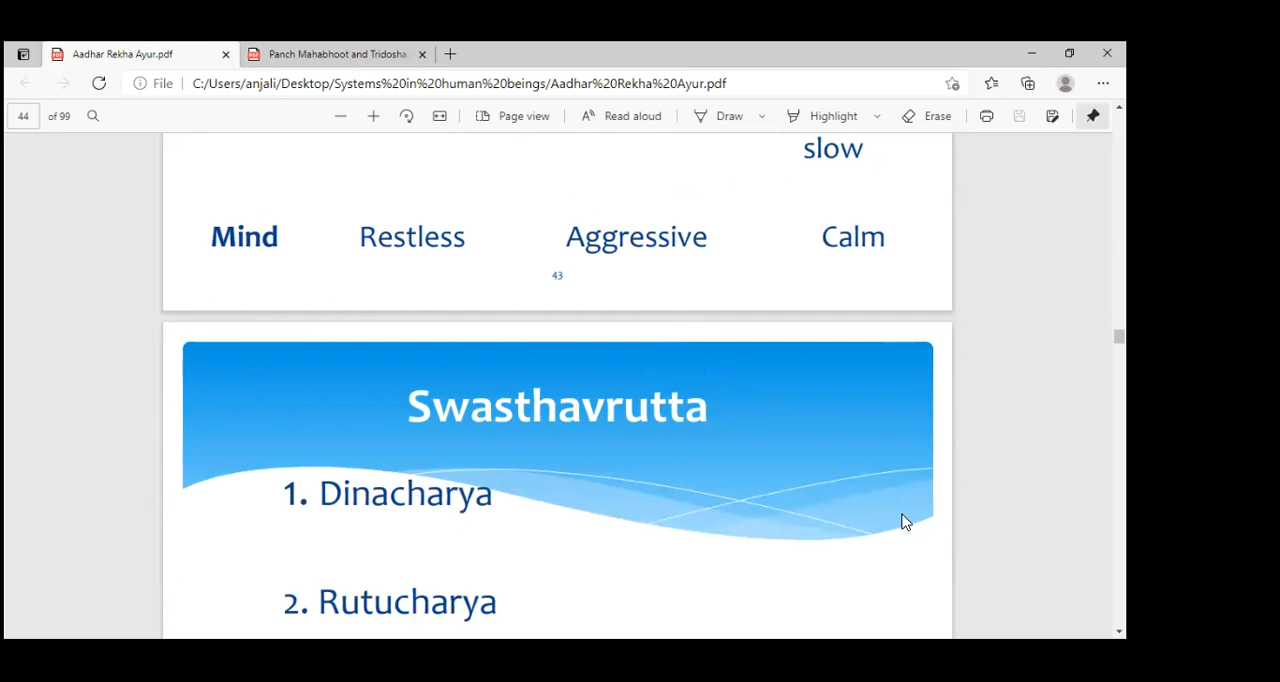 Aadhar Rekha Ayur.pdf
Panch Mahabhoot and Tridosha
File
C:/Users/anjali/Desktop/Systems%20in%20human%20beings/Aadhar%20Rekha%20Ayur.pdf
44 of 99
Page view
Read aloud
Draw
Highlight
Erase
slow
Mind Restless Aggressive Calm
43
Swasthavrutta
1. Dinacharya
2. Rutucharya